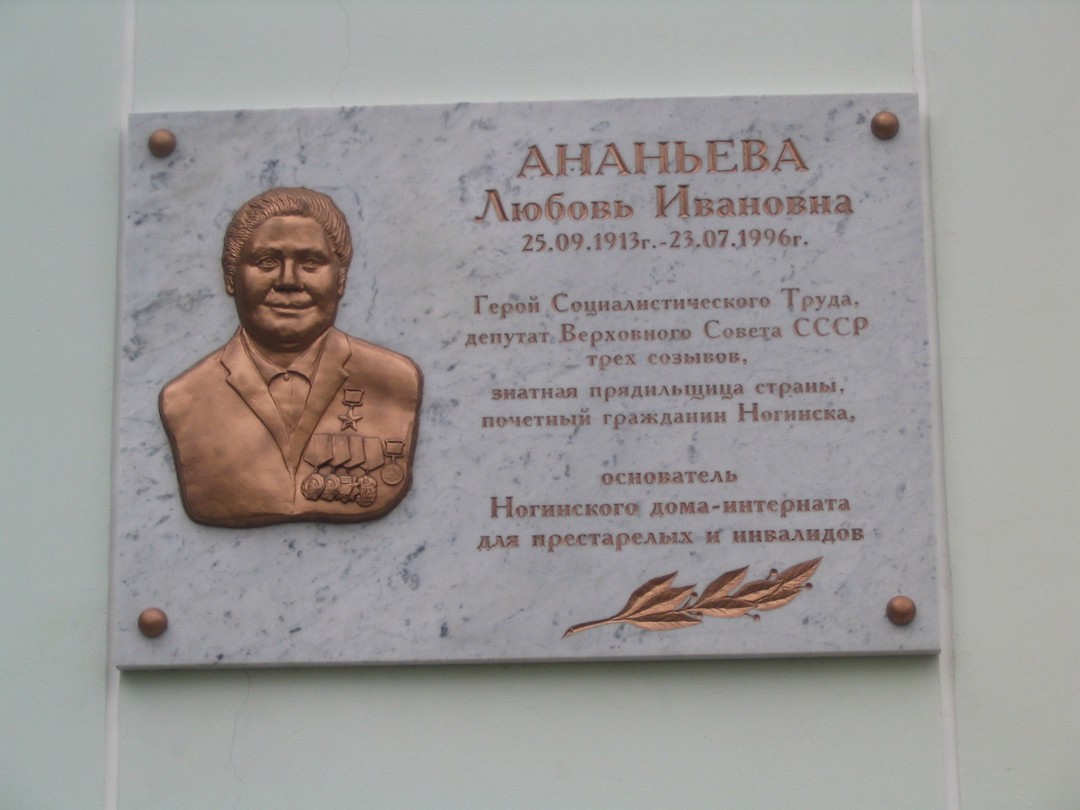 АНАНЬЕВА
Любовь Ивановна
25.09.1913г.-23.07.1996г.
Герой Социалистического Труда,
депутат Верховного Совета СССР
трех созывов,
знатная прядильщица страны,
почетный гражданин Ногинска,
основатель
Ногинского дома-интерната
для престарелых и инвалидов